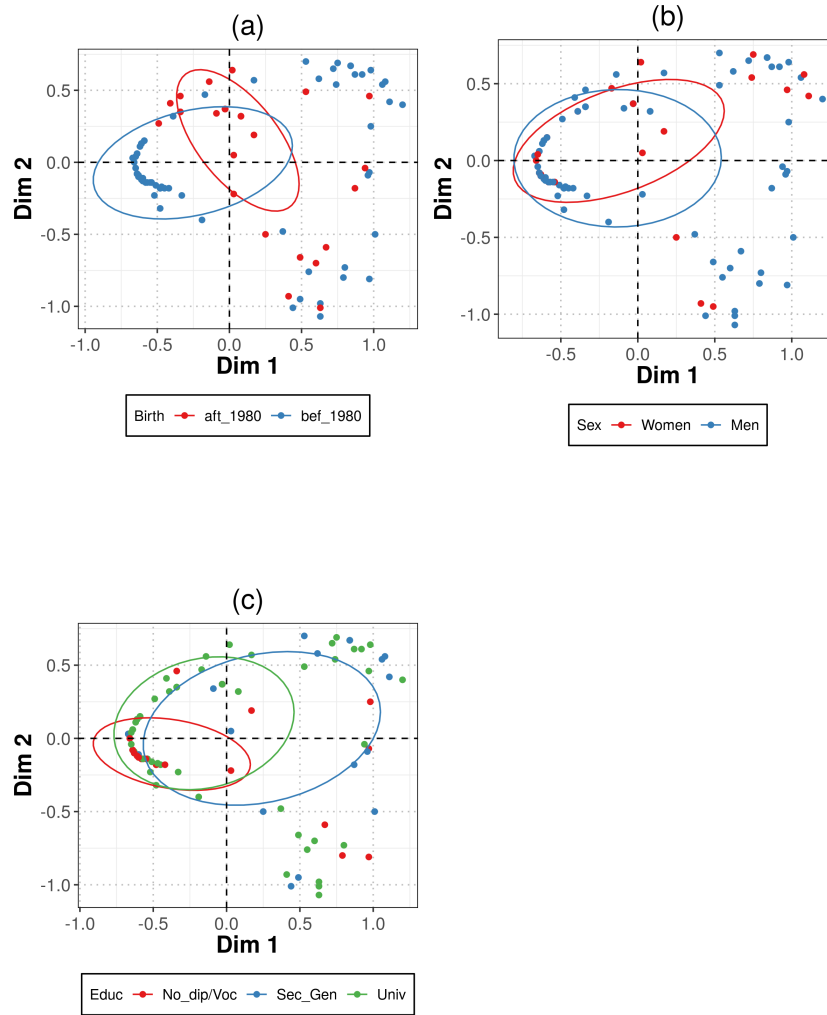 (a)
0.5
0.0
-0.5
-1.0
Dim 2
-1.0 -0.5 0.0 0.5 1.0
Dim 1
Birth aft_1980 bef_1980
(b)
0.5
0.0
-0.5
-1.0
Dim 2
-0.5 0.0 0.5 1.0
Dim 1
Sex Women Men
(c)
0.5
0.0
-0.5
-1.0
Dim 2
-1.0 -0.5 0.0 0.5 1.0
Dim 1
Educ No_dip/Voc Sec_Gen Univ